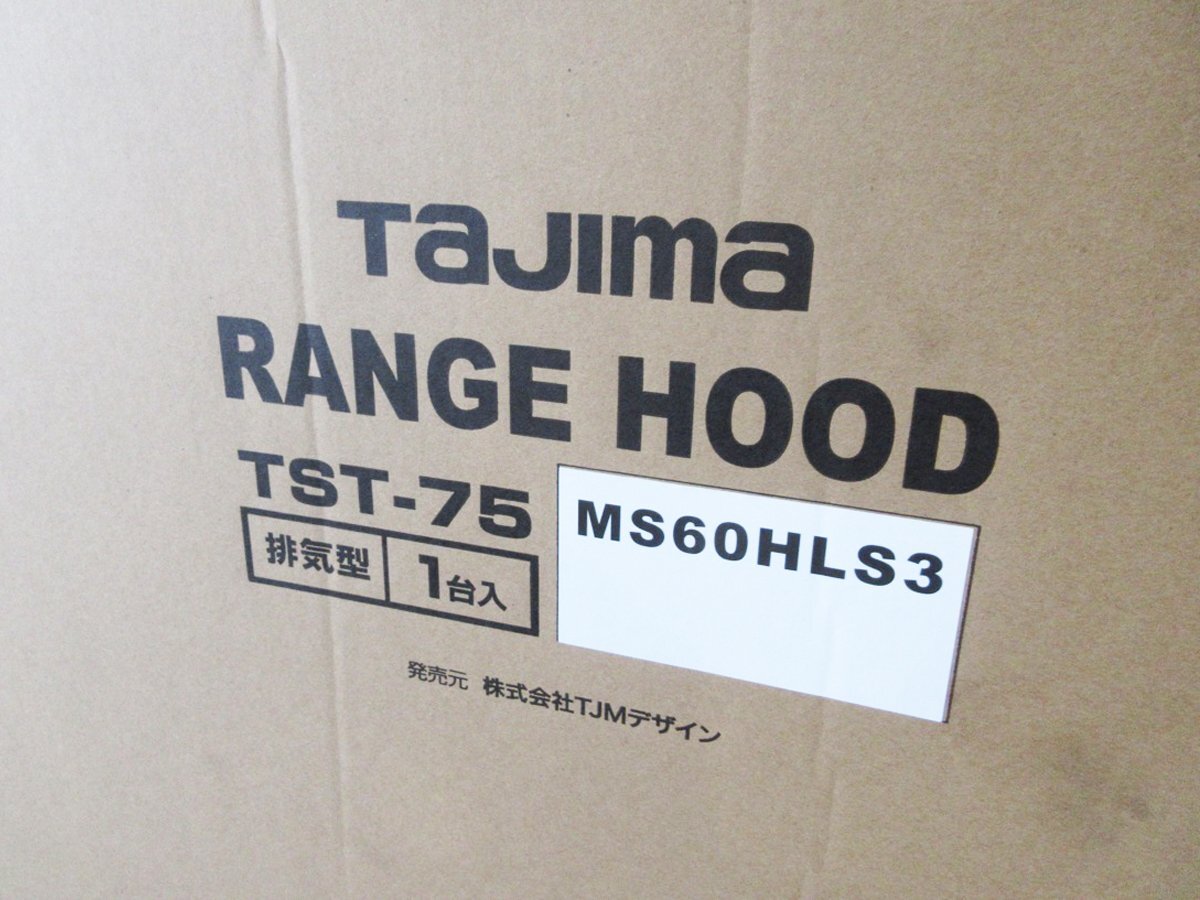 Tajima
RANGE HOOD
TST-75
MS60HLS3
排気型 1台入
発売元 株式会社TJMデザイン